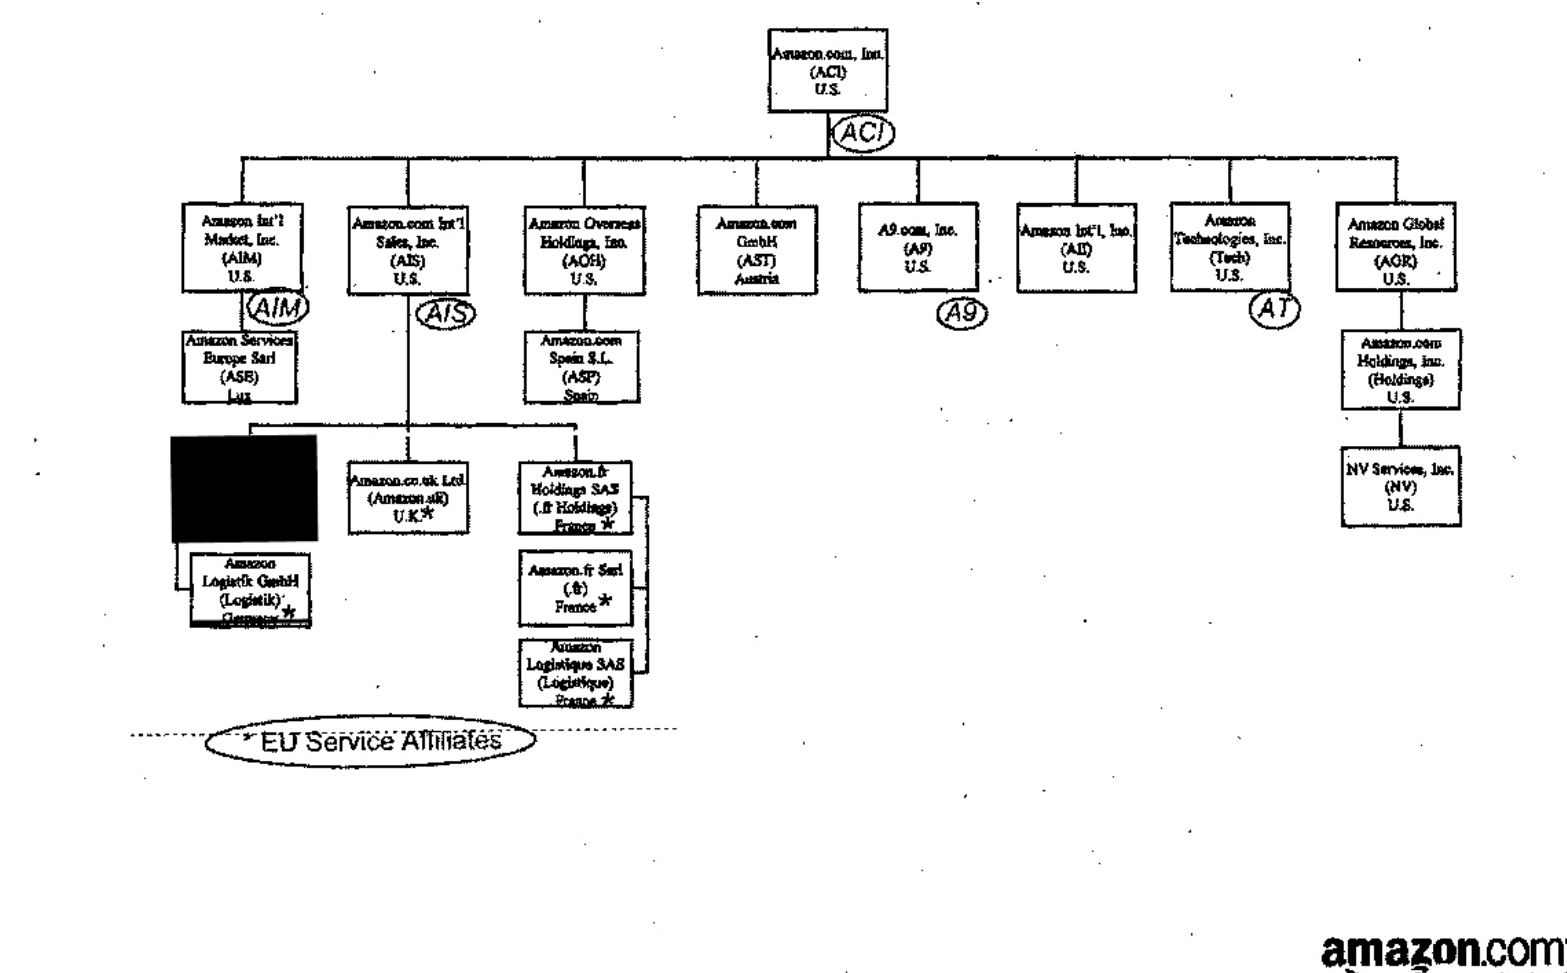 Amazon.com, Inc.
(ACI)
U.S.
ACI
Amazon Int'l
Market, Inc.
(AIM)
U.S.
AIM
Amazon.com Int'l
Sales, Inc.
(AIS)
U.S.
AIS
Amazon Overseas
Holdings, Inc.
(AOH)
U.S.
Amazon.com
GmbH
(AST)
Austria
A9.com, Inc.
(A9)
U.S.
A9
Amazon Int'l, Inc.
(AII)
U.S.
Amazon
Technologies, Inc.
(Tech)
U.S.
AT
Amazon Global
Resources, Inc.
(AGR)
U.S.
Amazon Services
Europe Sarl
(ASE)
Lux
Amazon.com
Spain S.L.
(ASP)
Spain
Amazon.com
Holdings, Inc.
(Holdings)
U.S.
Amazon.co.uk Ltd.
(Amazon.uk)
U.K.*
Amazon.fr
Holdings SAS
(.fr Holdings)
France *
NV Services, Inc.
(NV)
U.S.
Amazon
Logistik GmbH
(Logistik)
Germany *
Amazon.fr Sarl
(.fr)
France *
Amazon
Logistique SAS
(Logistique)
France *
* EU Service Affiliates
amazon.com